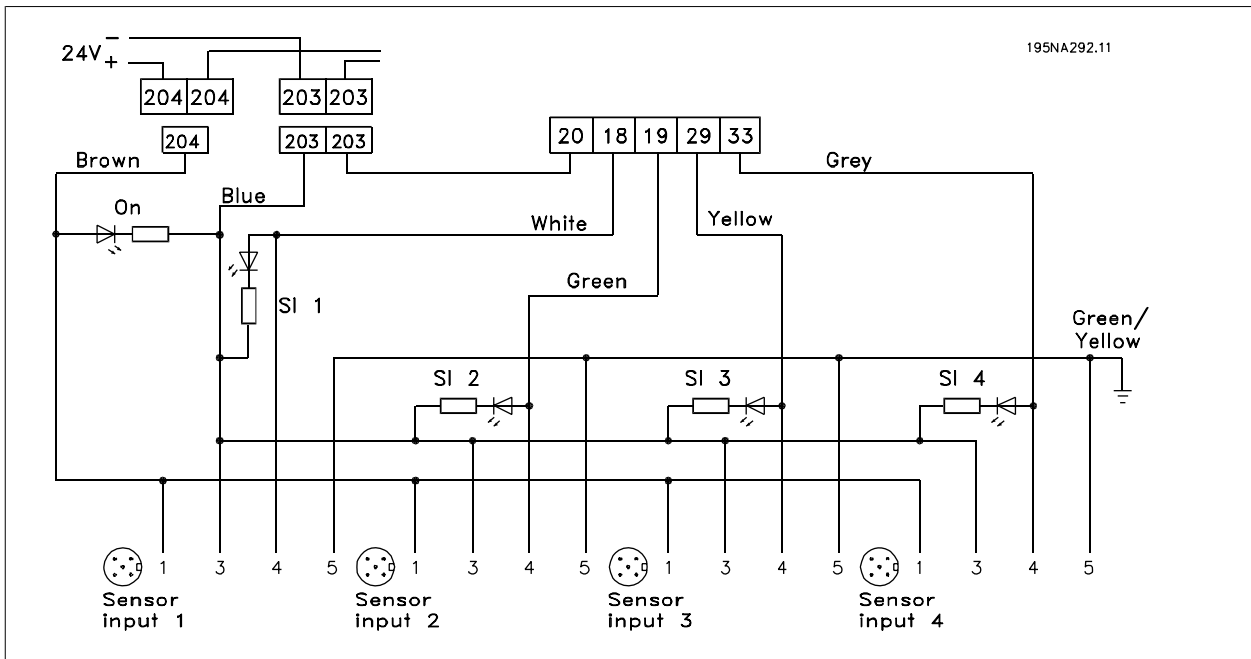 195NA292.11
24V − +
204 204 203 203
204 203 203 20 18 19 29 33
Brown
Grey
Blue
On
White
Yellow
Green
SI 1
Green/
Yellow
SI 2
SI 3
SI 4
1 3 4 5 1 3 4 5 1 3 4 5 1 3 4 5
Sensor
input 1
Sensor
input 2
Sensor
input 3
Sensor
input 4